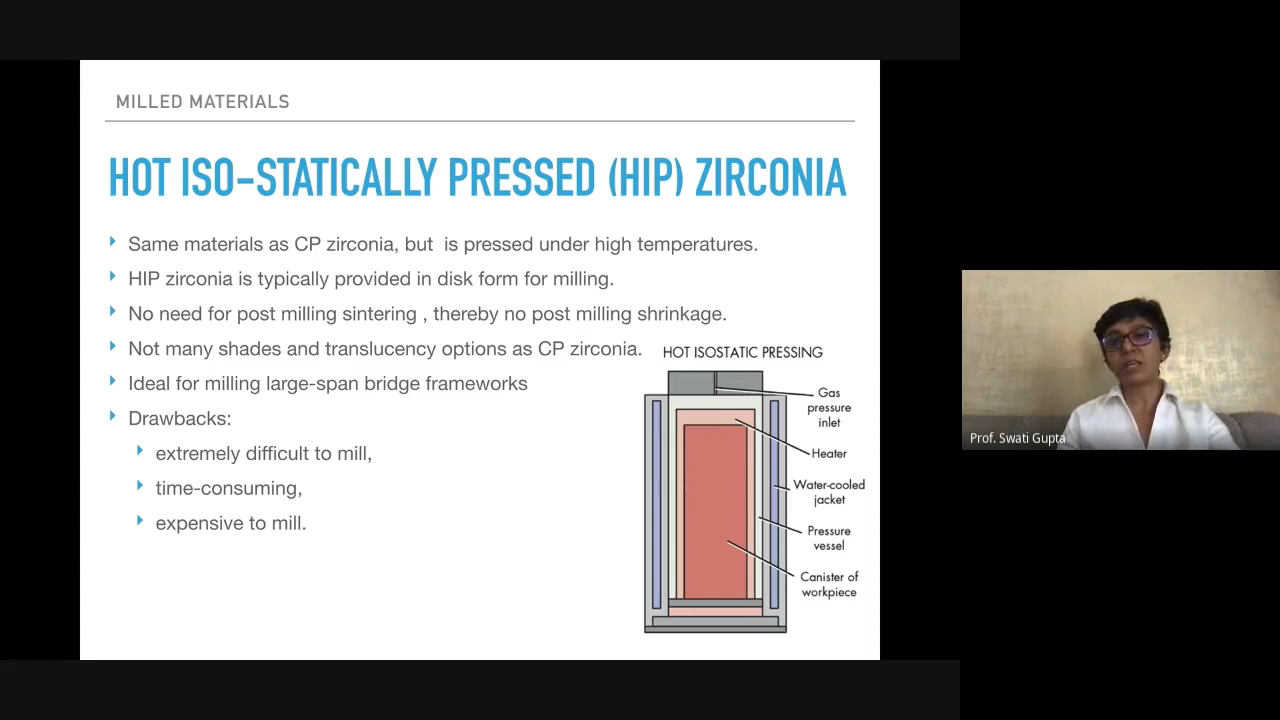 MILLED MATERIALS
HOT ISO-STATICALLY PRESSED (HIP) ZIRCONIA
Same materials as CP zirconia, but  is pressed under high temperatures.
HIP zirconia is typically provided in disk form for milling.
No need for post milling sintering , thereby no post milling shrinkage.
Not many shades and translucency options as CP zirconia.
Ideal for milling large-span bridge frameworks
Drawbacks:
extremely difficult to mill,
time-consuming,
expensive to mill.
HOT ISOSTATIC PRESSING
Gas
pressure
inlet
Heater
Water-cooled
jacket
Pressure
vessel
Canister of
workpiece
Prof. Swati Gupta